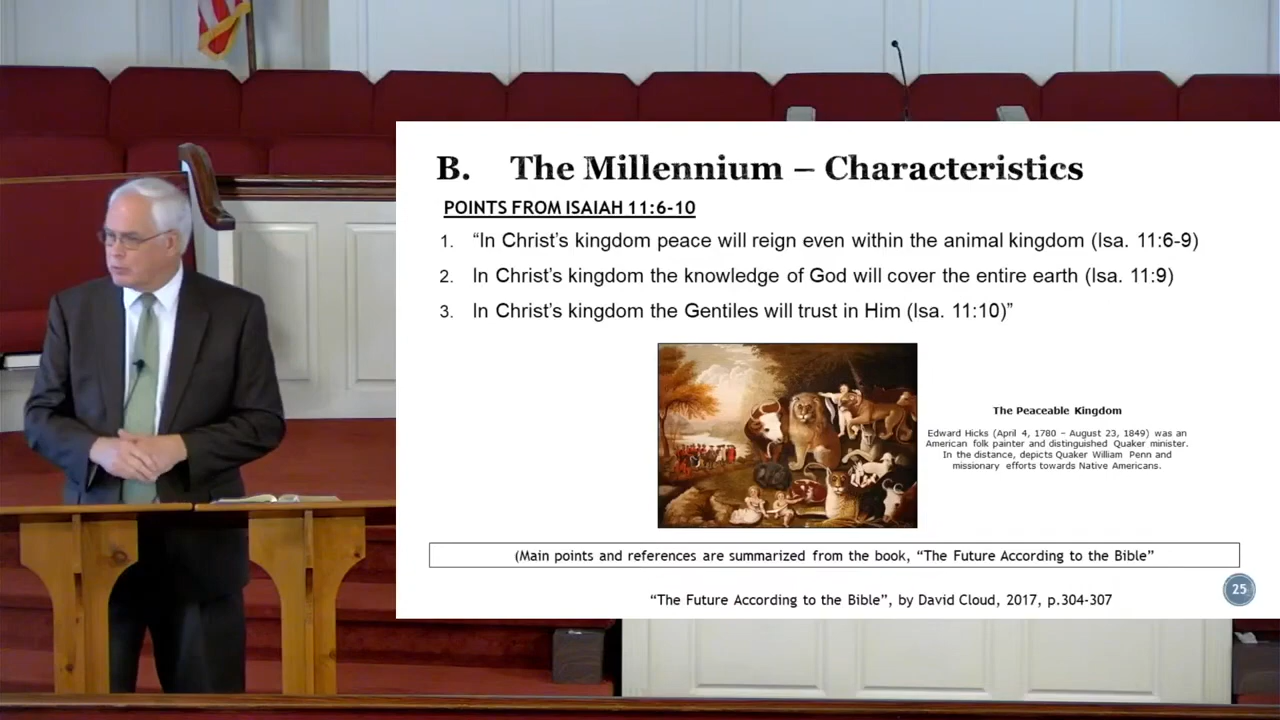 B. The Millennium – Characteristics
POINTS FROM ISAIAH 11:6-10
1. “In Christ’s kingdom peace will reign even within the animal kingdom (Isa. 11:6-9)
2. In Christ’s kingdom the knowledge of God will cover the entire earth (Isa. 11:9)
3. In Christ’s kingdom the Gentiles will trust in Him (Isa. 11:10)”
The Peaceable Kingdom
Edward Hicks (April 4, 1780 – August 23, 1849) was an
American folk painter and distinguished Quaker minister.
In the distance, depicts Quaker William Penn and
missionary efforts towards Native Americans.
(Main points and references are summarized from the book, “The Future According to the Bible”
25
“The Future According to the Bible”, by David Cloud, 2017, p.304-307